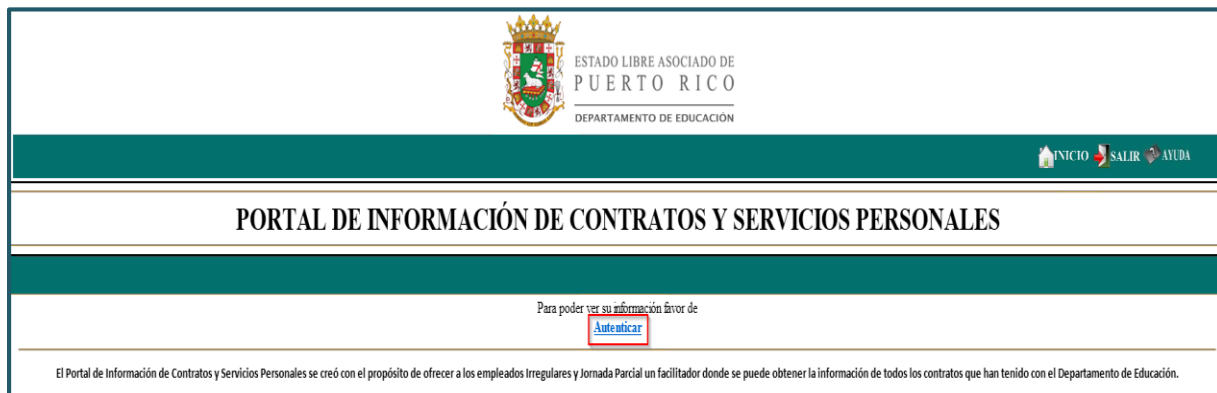 ESTADO LIBRE ASOCIADO DE
PUERTO RICO
DEPARTAMENTO DE EDUCACIÓN
INICIO SALIR AYUDA
PORTAL DE INFORMACIÓN DE CONTRATOS Y SERVICIOS PERSONALES
Para poder ver su información favor de
Autenticar
El Portal de Información de Contratos y Servicios Personales se creó con el propósito de ofrecer a los empleados Irregulares y Jornada Parcial un facilitador donde se puede obtener la información de todos los contratos que han tenido con el Departamento de Educación.